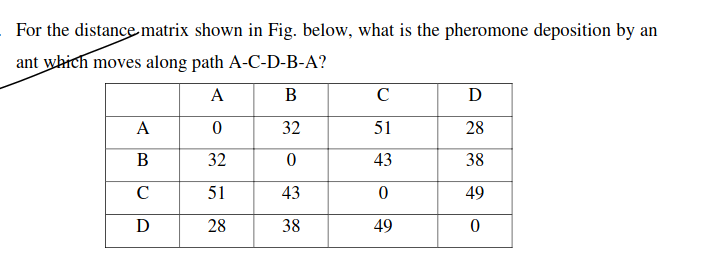 For the distance matrix shown in Fig. below, what is the pheromone deposition by an
ant which moves along path A-C-D-B-A?
A B C D
A 0 32 51 28
B 32 0 43 38
C 51 43 0 49
D 28 38 49 0